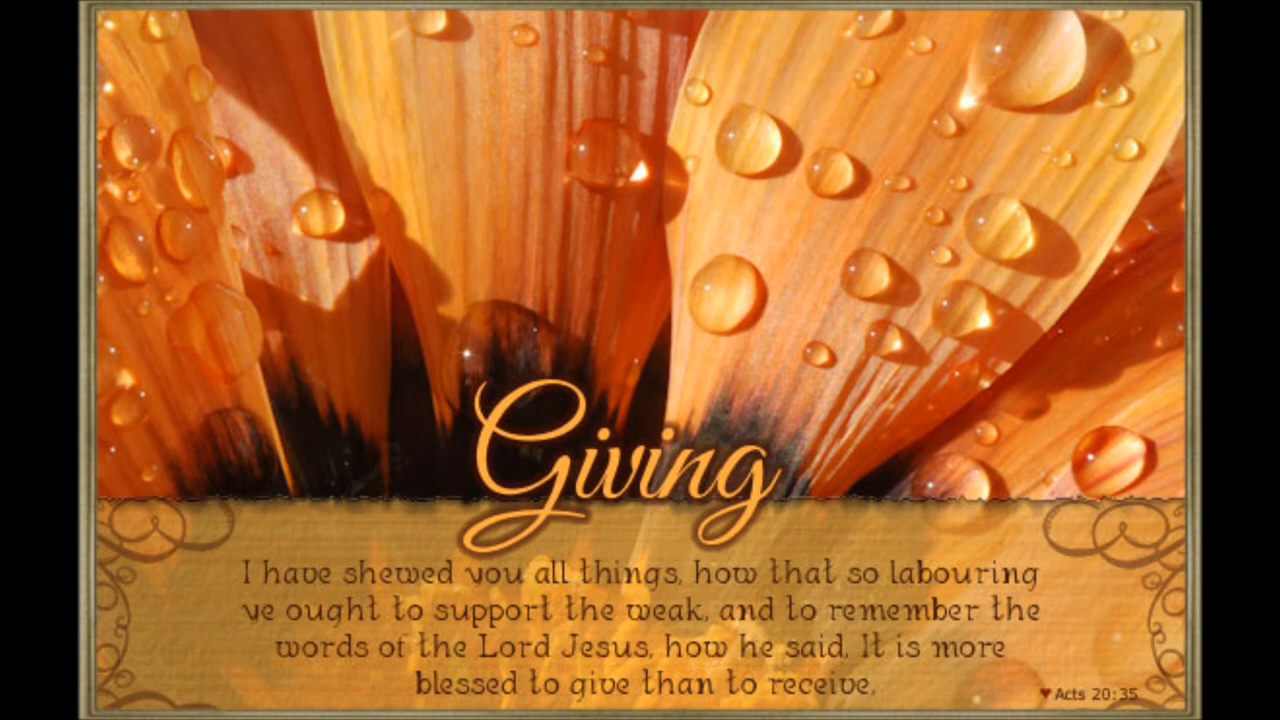 Giving
I have shewed you all things, how that so labouring
ye ought to support the weak, and to remember the
words of the Lord Jesus, how he said, It is more
blessed to give than to receive.
♥Acts 20:35